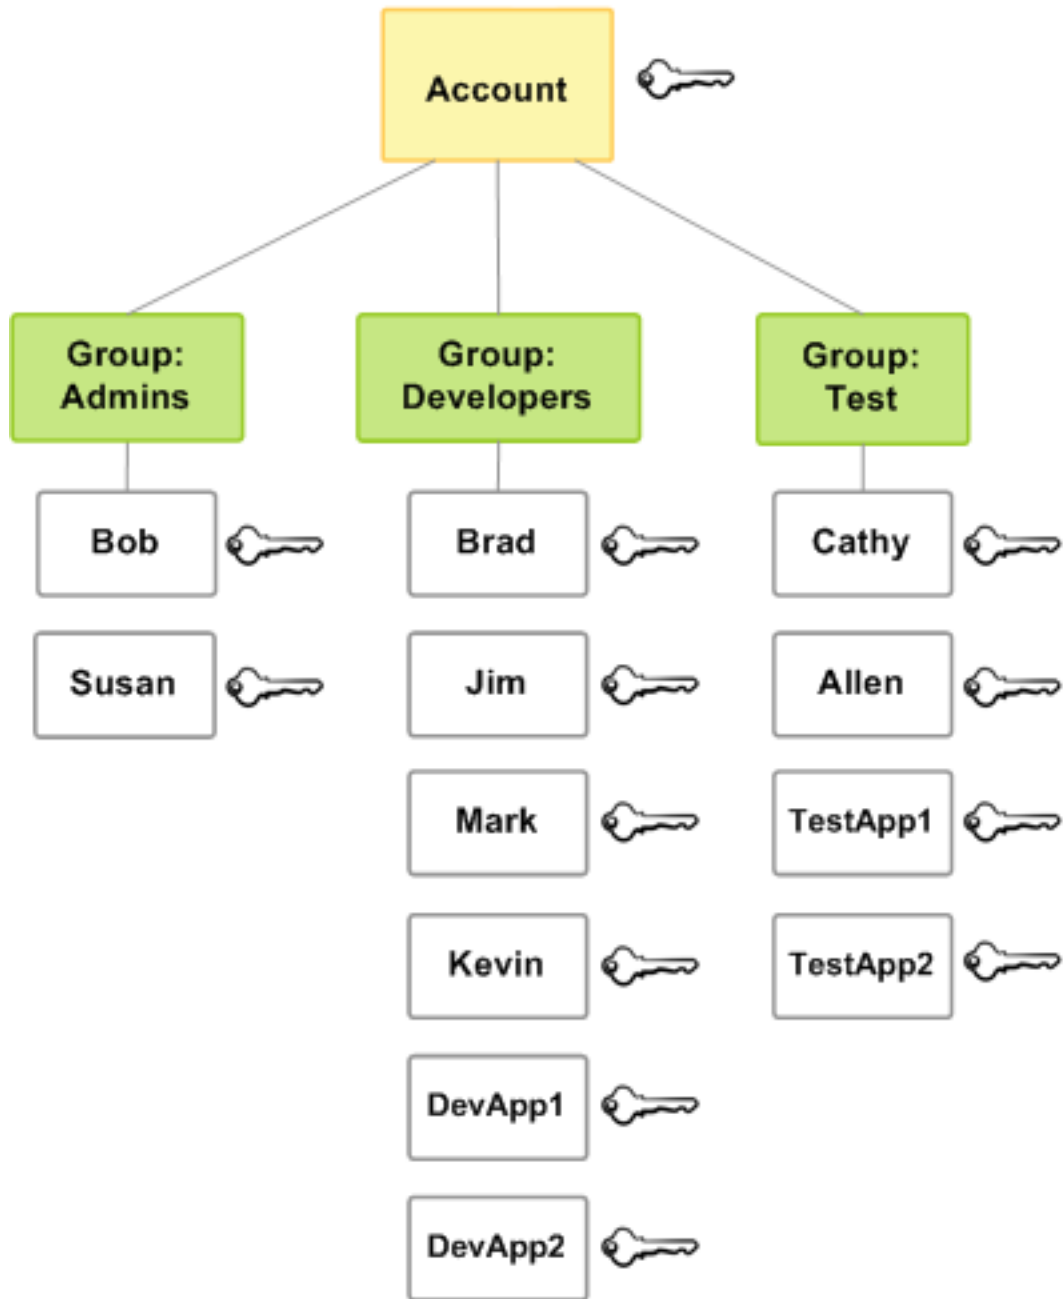 Account
Group:
Admins
Group:
Developers
Group:
Test
Bob
Brad
Cathy
Susan
Jim
Allen
Mark
TestApp1
Kevin
TestApp2
DevApp1
DevApp2